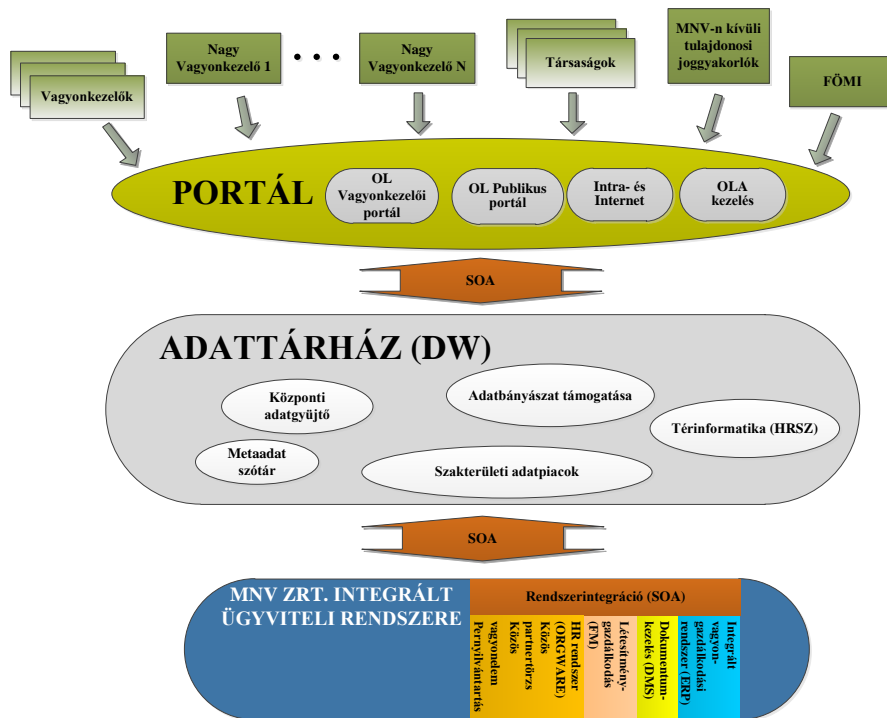 Vagyonkezelők
Nagy
Vagyonkezelő 1
• • •
Nagy
Vagyonkezelő N
Társaságok
MNV-n kívüli
tulajdonosi
joggyakorlók
FÖMI
PORTÁL
OL
Vagyonkezelői
portál
OL Publikus
portál
Intra- és
Internet
OLA
kezelés
SOA
ADATTÁRHÁZ (DW)
Központi
adatgyüjtő
Adatbányászat támogatása
Térinformatika (HRSZ)
Metaadat
szótár
Szakterületi adatpiacok
SOA
MNV ZRT. INTEGRÁLT
ÜGYVITELI RENDSZERE
Rendszerintegráció (SOA)
Pernyilvántartás
Közös
vagyonelem
Közös
partnertörzs
HR rendszer
(ORGWARE)
Létesítmény-
gazdálkodás
(FM)
Dokumentum-
kezelés (DMS)
Integrált
vagyon-
gazdálkodási
rendszer (ERP)